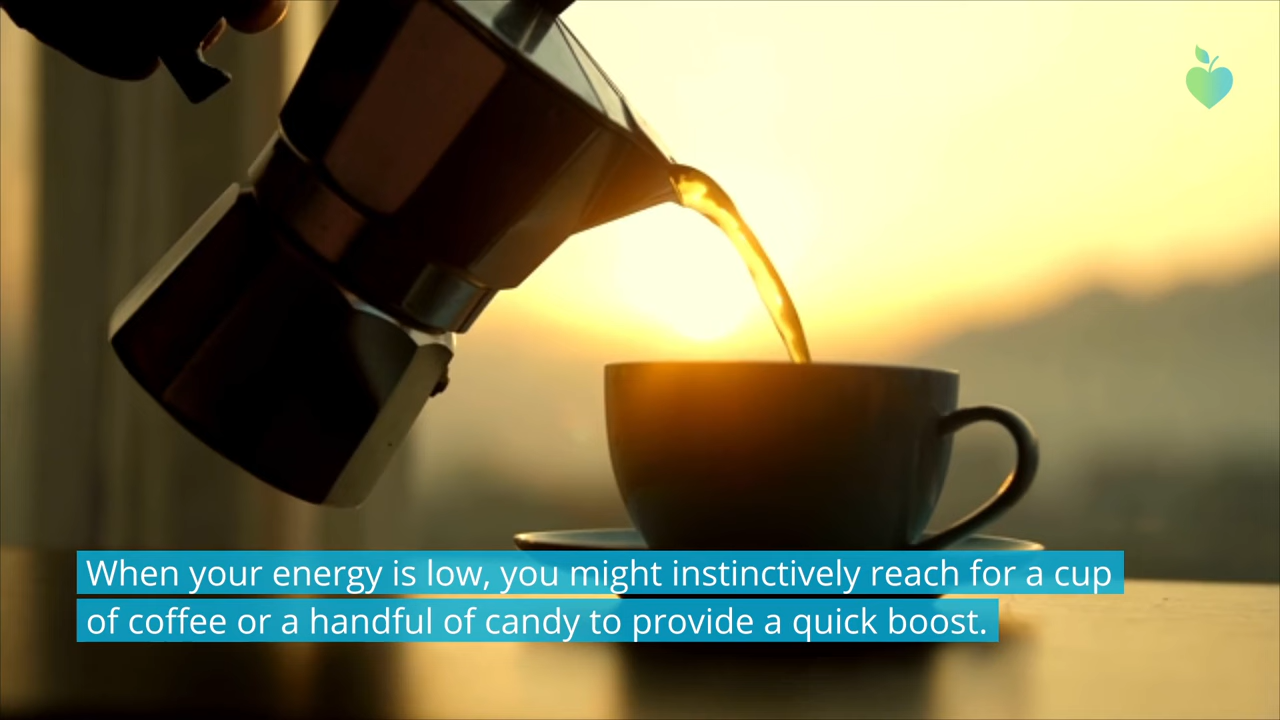 When your energy is low, you might instinctively reach for a cup
of coffee or a handful of candy to provide a quick boost.